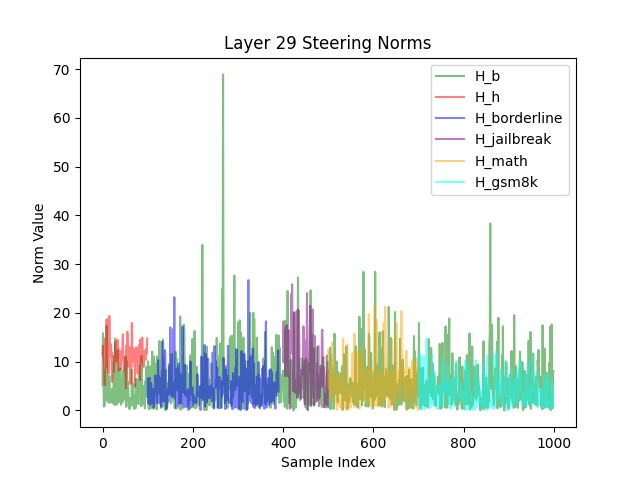 Layer 29 Steering Norms
70
60
50
40
30
20
10
0
Norm Value
H_b
H_h
H_borderline
H_jailbreak
H_math
H_gsm8k
0
200
400
600
800
1000
Sample Index